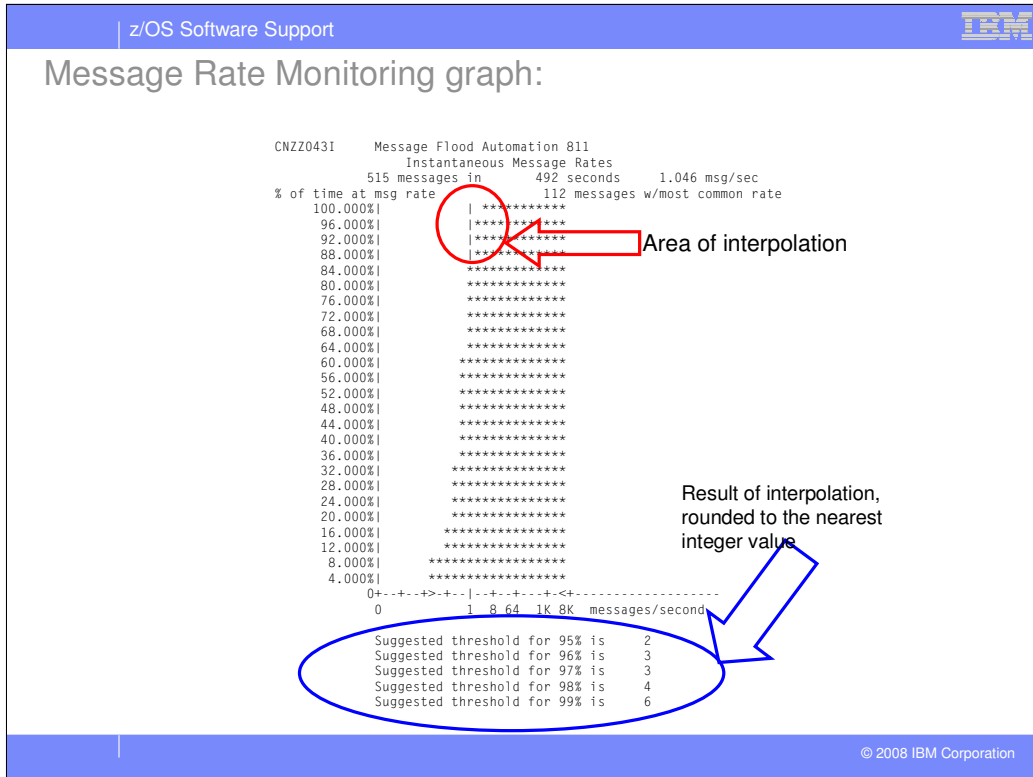 z/OS Software Support
IBM
Message Rate Monitoring graph:
CNZZ043I Message Flood Automation 811
Instantaneous Message Rates
515 messages in 492 seconds 1.046 msg/sec
% of time at msg rate 112 messages w/most common rate
100.000%| | ***********
96.000%| |************
92.000%| |************
88.000%| |************
84.000%| *************
80.000%| *************
76.000%| *************
72.000%| *************
68.000%| *************
64.000%| *************
60.000%| **************
56.000%| **************
52.000%| **************
48.000%| **************
44.000%| **************
40.000%| **************
36.000%| **************
32.000%| ***************
28.000%| ***************
24.000%| ***************
20.000%| ***************
16.000%| ****************
12.000%| ****************
8.000%| ******************
4.000%| ******************
0+--+--+>-+--|--+--+---+-<+-------------------
0 1 8 64 1K 8K messages/second
Area of interpolation
Result of interpolation,
rounded to the nearest
integer value
Suggested threshold for 95% is 2
Suggested threshold for 96% is 3
Suggested threshold for 97% is 3
Suggested threshold for 98% is 4
Suggested threshold for 99% is 6
© 2008 IBM Corporation